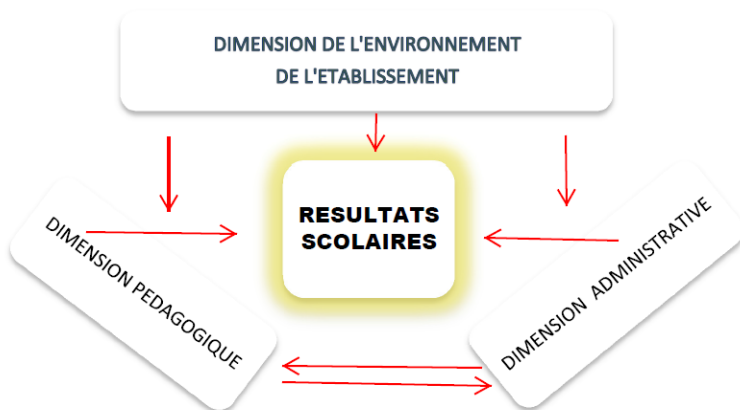 DIMENSION DE L'ENVIRONNEMENT
DE L'ETABLISSEMENT
RESULTATS
SCOLAIRES
DIMENSION PEDAGOGIQUE
DIMENSION ADMINISTRATIVE